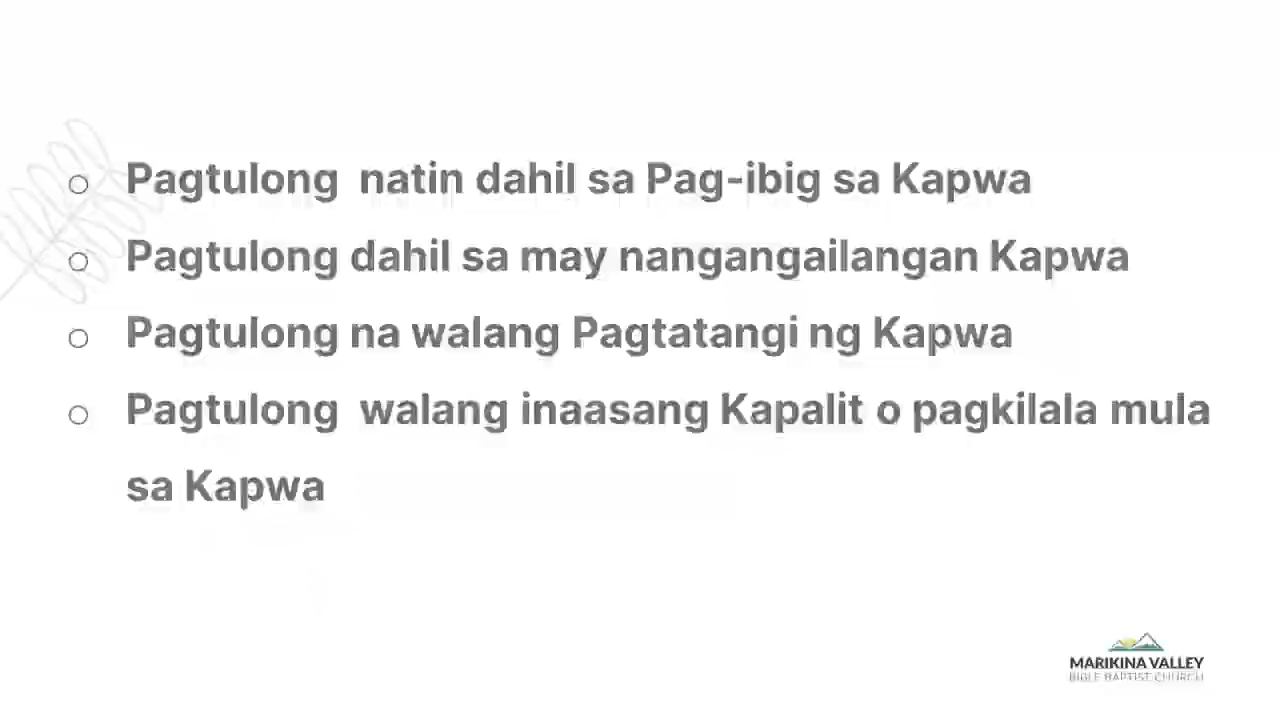 Pagtulong natin dahil sa Pag-ibig sa Kapwa
Pagtulong dahil sa may nangangailangan Kapwa
Pagtulong na walang Pagtatangi ng Kapwa
Pagtulong walang inaasang Kapalit o pagkilala mula
sa Kapwa
MARIKINA VALLEY
BIBLE BAPTIST CHURCH